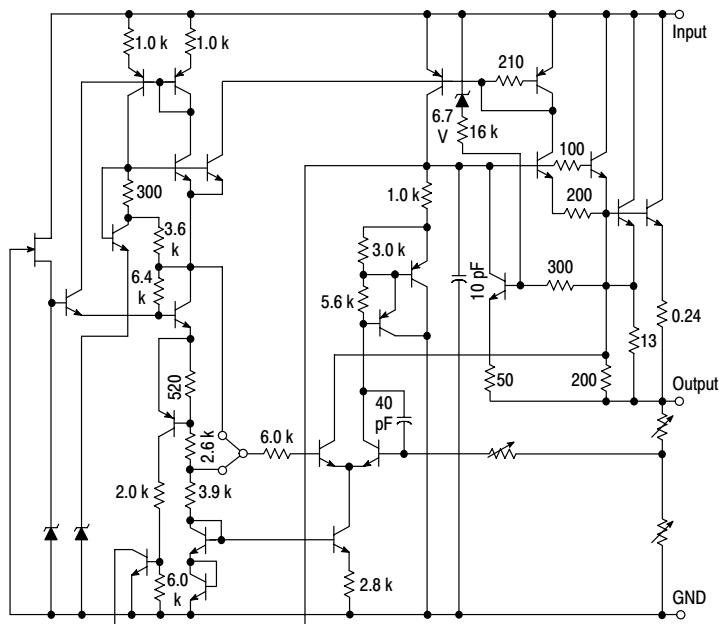 Input
1.0 k
1.0 k
210
6.7
V
16 k
100
300
1.0 k
200
3.6
k
3.0 k
10 pF
300
6.4
k
5.6 k
0.24
13
520
50
200
Output
40
pF
2.6 k
6.0 k
2.0 k
3.9 k
6.0
k
2.8 k
GND